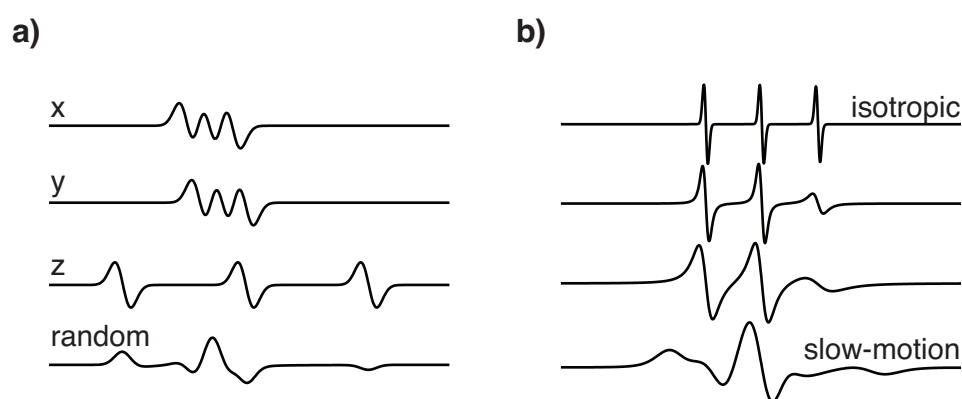 a)
x
y
z
random
b)
isotropic
slow-motion